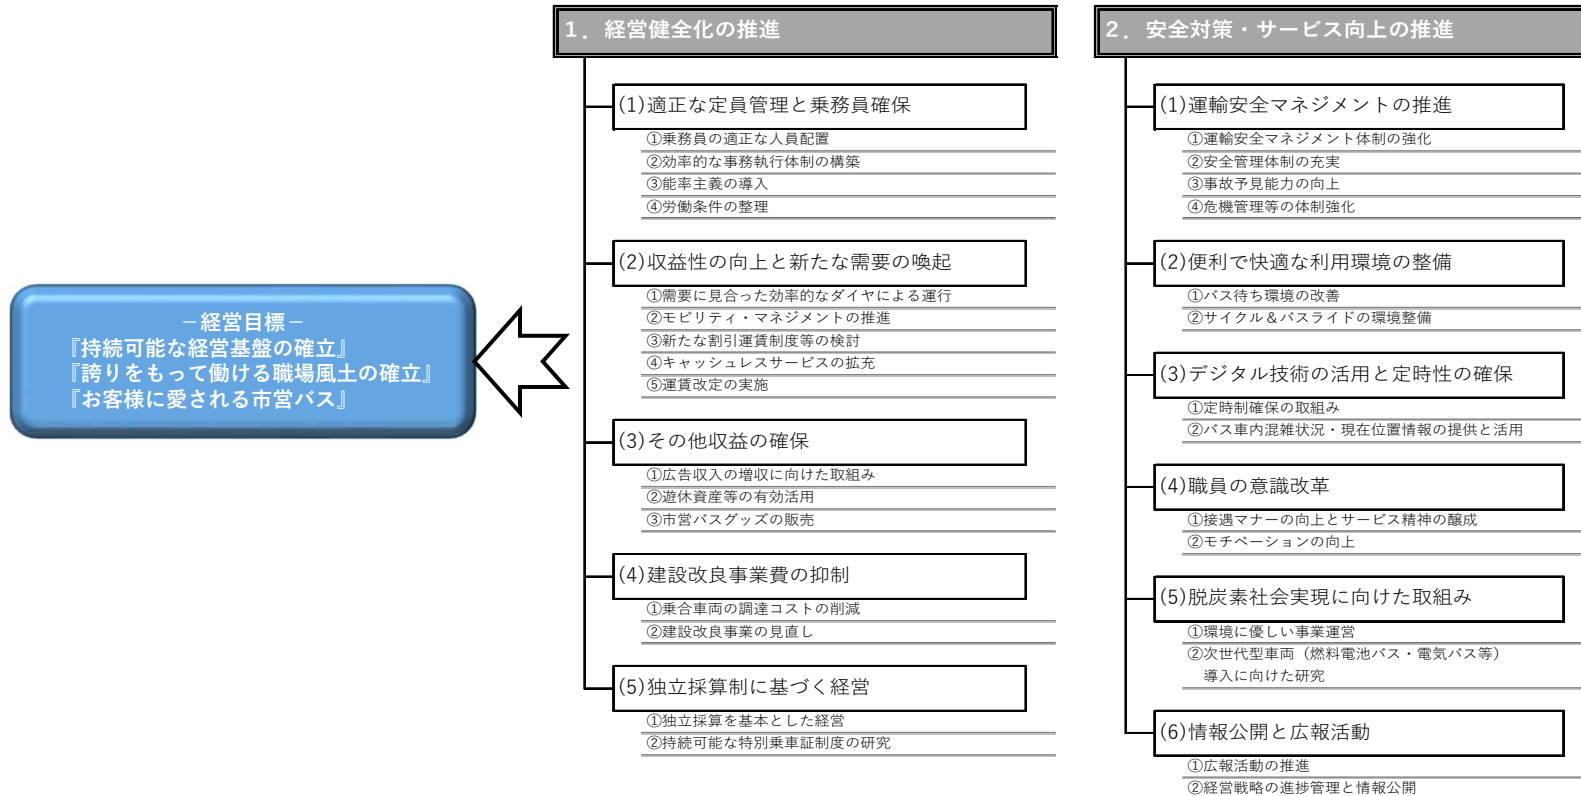 －経営目標－
『持続可能な経営基盤の確立』
『誇りをもって働ける職場風土の確立』
『お客様に愛される市営バス』
1．経営健全化の推進
(1)適正な定員管理と乗務員確保
①乗務員の適正な人員配置
②効率的な事務執行体制の構築
③能率主義の導入
④労働条件の整理
(2)収益性の向上と新たな需要の喚起
①需要に見合った効率的なダイヤによる運行
②モビリティ・マネジメントの推進
③新たな割引運賃制度等の検討
④キャッシュレスサービスの拡充
⑤運賃改定の実施
(3)その他収益の確保
①広告収入の増収に向けた取組み
②遊休資産等の有効活用
③市営バスグッズの販売
(4)建設改良事業費の抑制
①乗合車両の調達コストの削減
②建設改良事業の見直し
(5)独立採算制に基づく経営
①独立採算を基本とした経営
②持続可能な特別乗車証制度の研究
2．安全対策・サービス向上の推進
(1)運輸安全マネジメントの推進
①運輸安全マネジメント体制の強化
②安全管理体制の充実
③事故予見能力の向上
④危機管理等の体制強化
(2)便利で快適な利用環境の整備
①バス待ち環境の改善
②サイクル＆バスライドの環境整備
(3)デジタル技術の活用と定時性の確保
①定時制確保の取組み
②バス車内混雑状況・現在位置情報の提供と活用
(4)職員の意識改革
①接遇マナーの向上とサービス精神の醸成
②モチベーションの向上
(5)脱炭素社会実現に向けた取組み
①環境に優しい事業運営
②次世代型車両（燃料電池バス・電気バス等）
導入に向けた研究
(6)情報公開と広報活動
①広報活動の推進
②経営戦略の進捗管理と情報公開